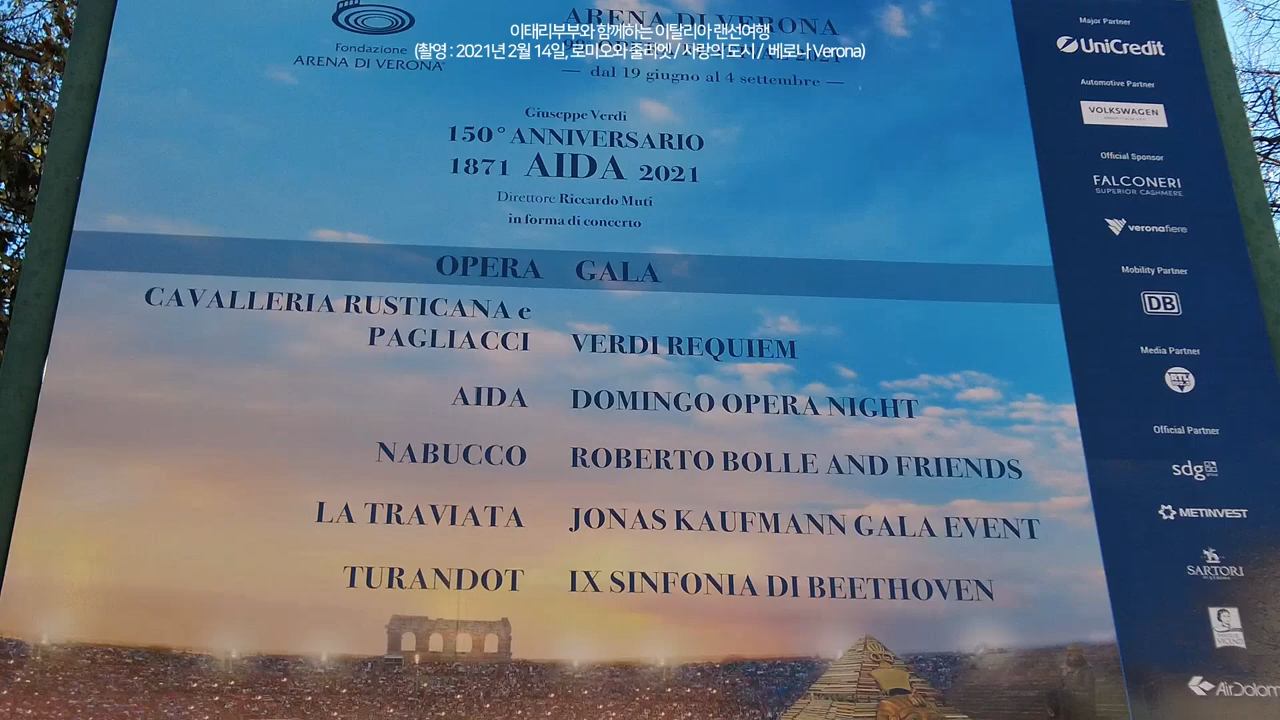 이태리부부와 함께하는 이탈리아 랜선여행
(촬영 : 2021년 2월 14일, 로미오와 줄리엣 / 사랑의 도시 / 베로나 Verona)
Fondazione
ARENA DI VERONA
ARENA DI VERONA
2021
— dal 19 giugno al 4 settembre —
Giuseppe Verdi
150° ANNIVERSARIO
1871 AIDA 2021
Direttore Riccardo Muti
in forma di concerto
OPERA GALA
CAVALLERIA RUSTICANA e
PAGLIACCI VERDI REQUIEM
AIDA DOMINGO OPERA NIGHT
NABUCCO ROBERTO BOLLE AND FRIENDS
LA TRAVIATA JONAS KAUFMANN GALA EVENT
TURANDOT IX SINFONIA DI BEETHOVEN
Major Partner
UniCredit
Automotive Partner
VOLKSWAGEN
Official Sponsor
FALCONERI
SUPERIOR CASHMERE
veronafiere
Mobility Partner
DB
Media Partner
RTL
Official Partner
sdg
METINVEST
SARTORI
AirDolom